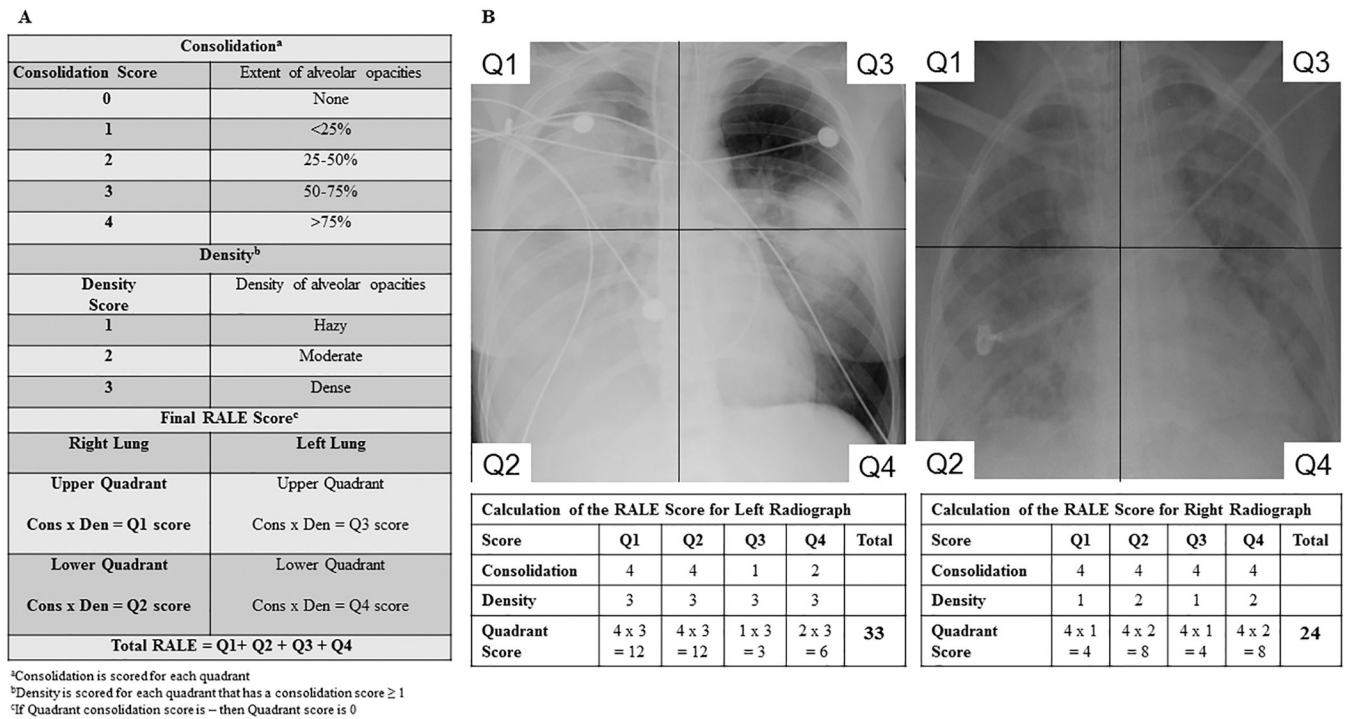 A
Consolidationᵃ
Consolidation Score Extent of alveolar opacities
0 None
1 <25%
2 25-50%
3 50-75%
4 >75%
Densityᵇ
Density Score Density of alveolar opacities
1 Hazy
2 Moderate
3 Dense
Final RALE Scoreᶜ
Right Lung Left Lung
Upper Quadrant Upper Quadrant
Cons x Den = Q1 score Cons x Den = Q3 score
Lower Quadrant Lower Quadrant
Cons x Den = Q2 score Cons x Den = Q4 score
Total RALE = Q1+ Q2 + Q3 + Q4
ᵃConsolidation is scored for each quadrant
ᵇDensity is scored for each quadrant that has a consolidation score ≥ 1
ᶜIf Quadrant consolidation score is – then Quadrant score is 0
B
Q1 Q3
Q2 Q4
Q1 Q3
Q2 Q4
Calculation of the RALE Score for Left Radiograph
Score Q1 Q2 Q3 Q4 Total
Consolidation 4 4 1 2
Density 3 3 3 3
Quadrant 4 x 3 4 x 3 1 x 3 2 x 3 33
Score = 12 = 12 = 3 = 6
Calculation of the RALE Score for Right Radiograph
Score Q1 Q2 Q3 Q4 Total
Consolidation 4 4 4 4
Density 1 2 1 2
Quadrant 4 x 1 4 x 2 4 x 1 4 x 2 24
Score = 4 = 8 = 4 = 8